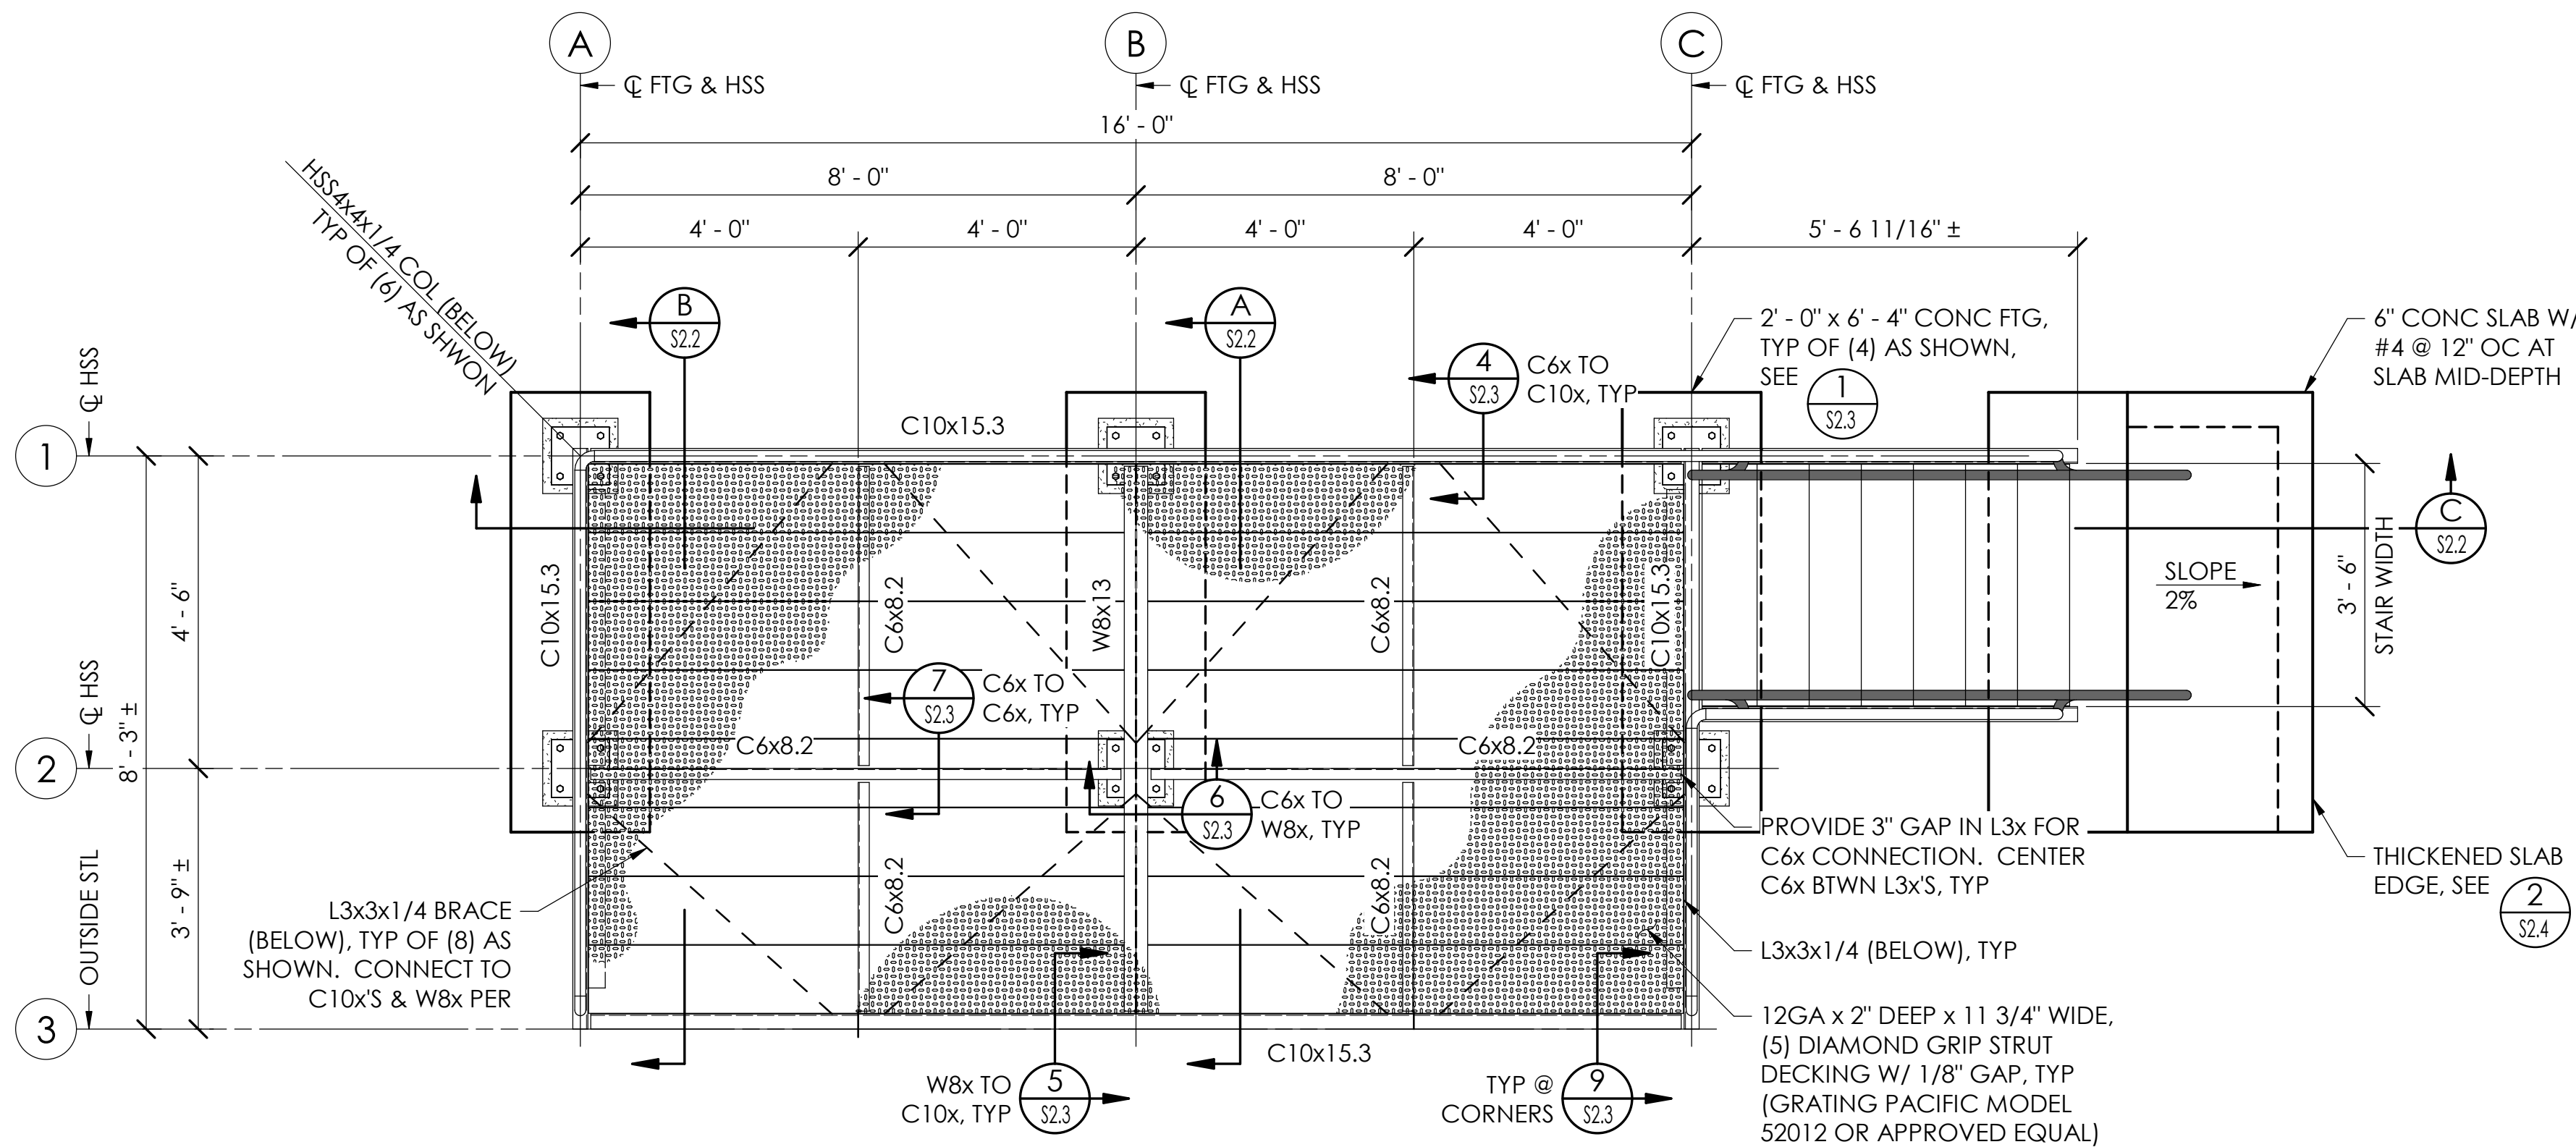 A
B
C
℄ FTG & HSS
℄ FTG & HSS
℄ FTG & HSS
16' - 0"
8' - 0"
8' - 0"
4' - 0"
4' - 0"
4' - 0"
4' - 0"
5' - 6 11/16" ±
HSS4x4x1/4 COL (BELOW)
TYP OF (6) AS SHWON
B
S2.2
A
S2.2
4
S2.3
C6x TO
C10x, TYP
2' - 0" x 6' - 4" CONC FTG,
TYP OF (4) AS SHOWN,
SEE
1
S2.3
6" CONC SLAB W/
#4 @ 12" OC AT
SLAB MID-DEPTH
℄ HSS
1
C10x15.3
C10x15.3
C6x8.2
W8x13
C6x8.2
C10x15.3
SLOPE
2%
3' - 6"
STAIR WIDTH
C
S2.2
4' - 6"
8' - 3" ±
℄ HSS
2
7
S2.3
C6x TO
C6x, TYP
C6x8.2
C6x8.2
6
S2.3
C6x TO
W8x, TYP
PROVIDE 3" GAP IN L3x FOR
C6x CONNECTION. CENTER
C6x BTWN L3x'S, TYP
THICKENED SLAB
EDGE, SEE
2
S2.4
3' - 9" ±
OUTSIDE STL
3
L3x3x1/4 BRACE
(BELOW), TYP OF (8) AS
SHOWN. CONNECT TO
C10x'S & W8x PER
C6x8.2
C6x8.2
L3x3x1/4 (BELOW), TYP
12GA x 2" DEEP x 11 3/4" WIDE,
(5) DIAMOND GRIP STRUT
DECKING W/ 1/8" GAP, TYP
(GRATING PACIFIC MODEL
52012 OR APPROVED EQUAL)
C10x15.3
W8x TO
C10x, TYP
5
S2.3
TYP @
CORNERS
9
S2.3